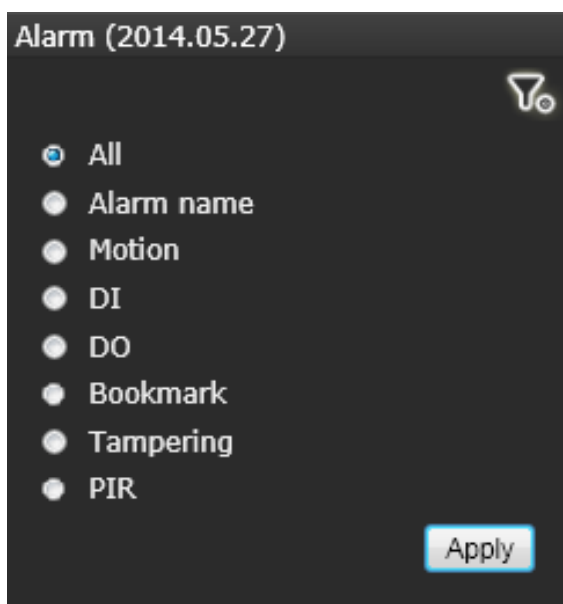 Alarm (2014.05.27)
All
Alarm name
Motion
DI
DO
Bookmark
Tampering
PIR
Apply